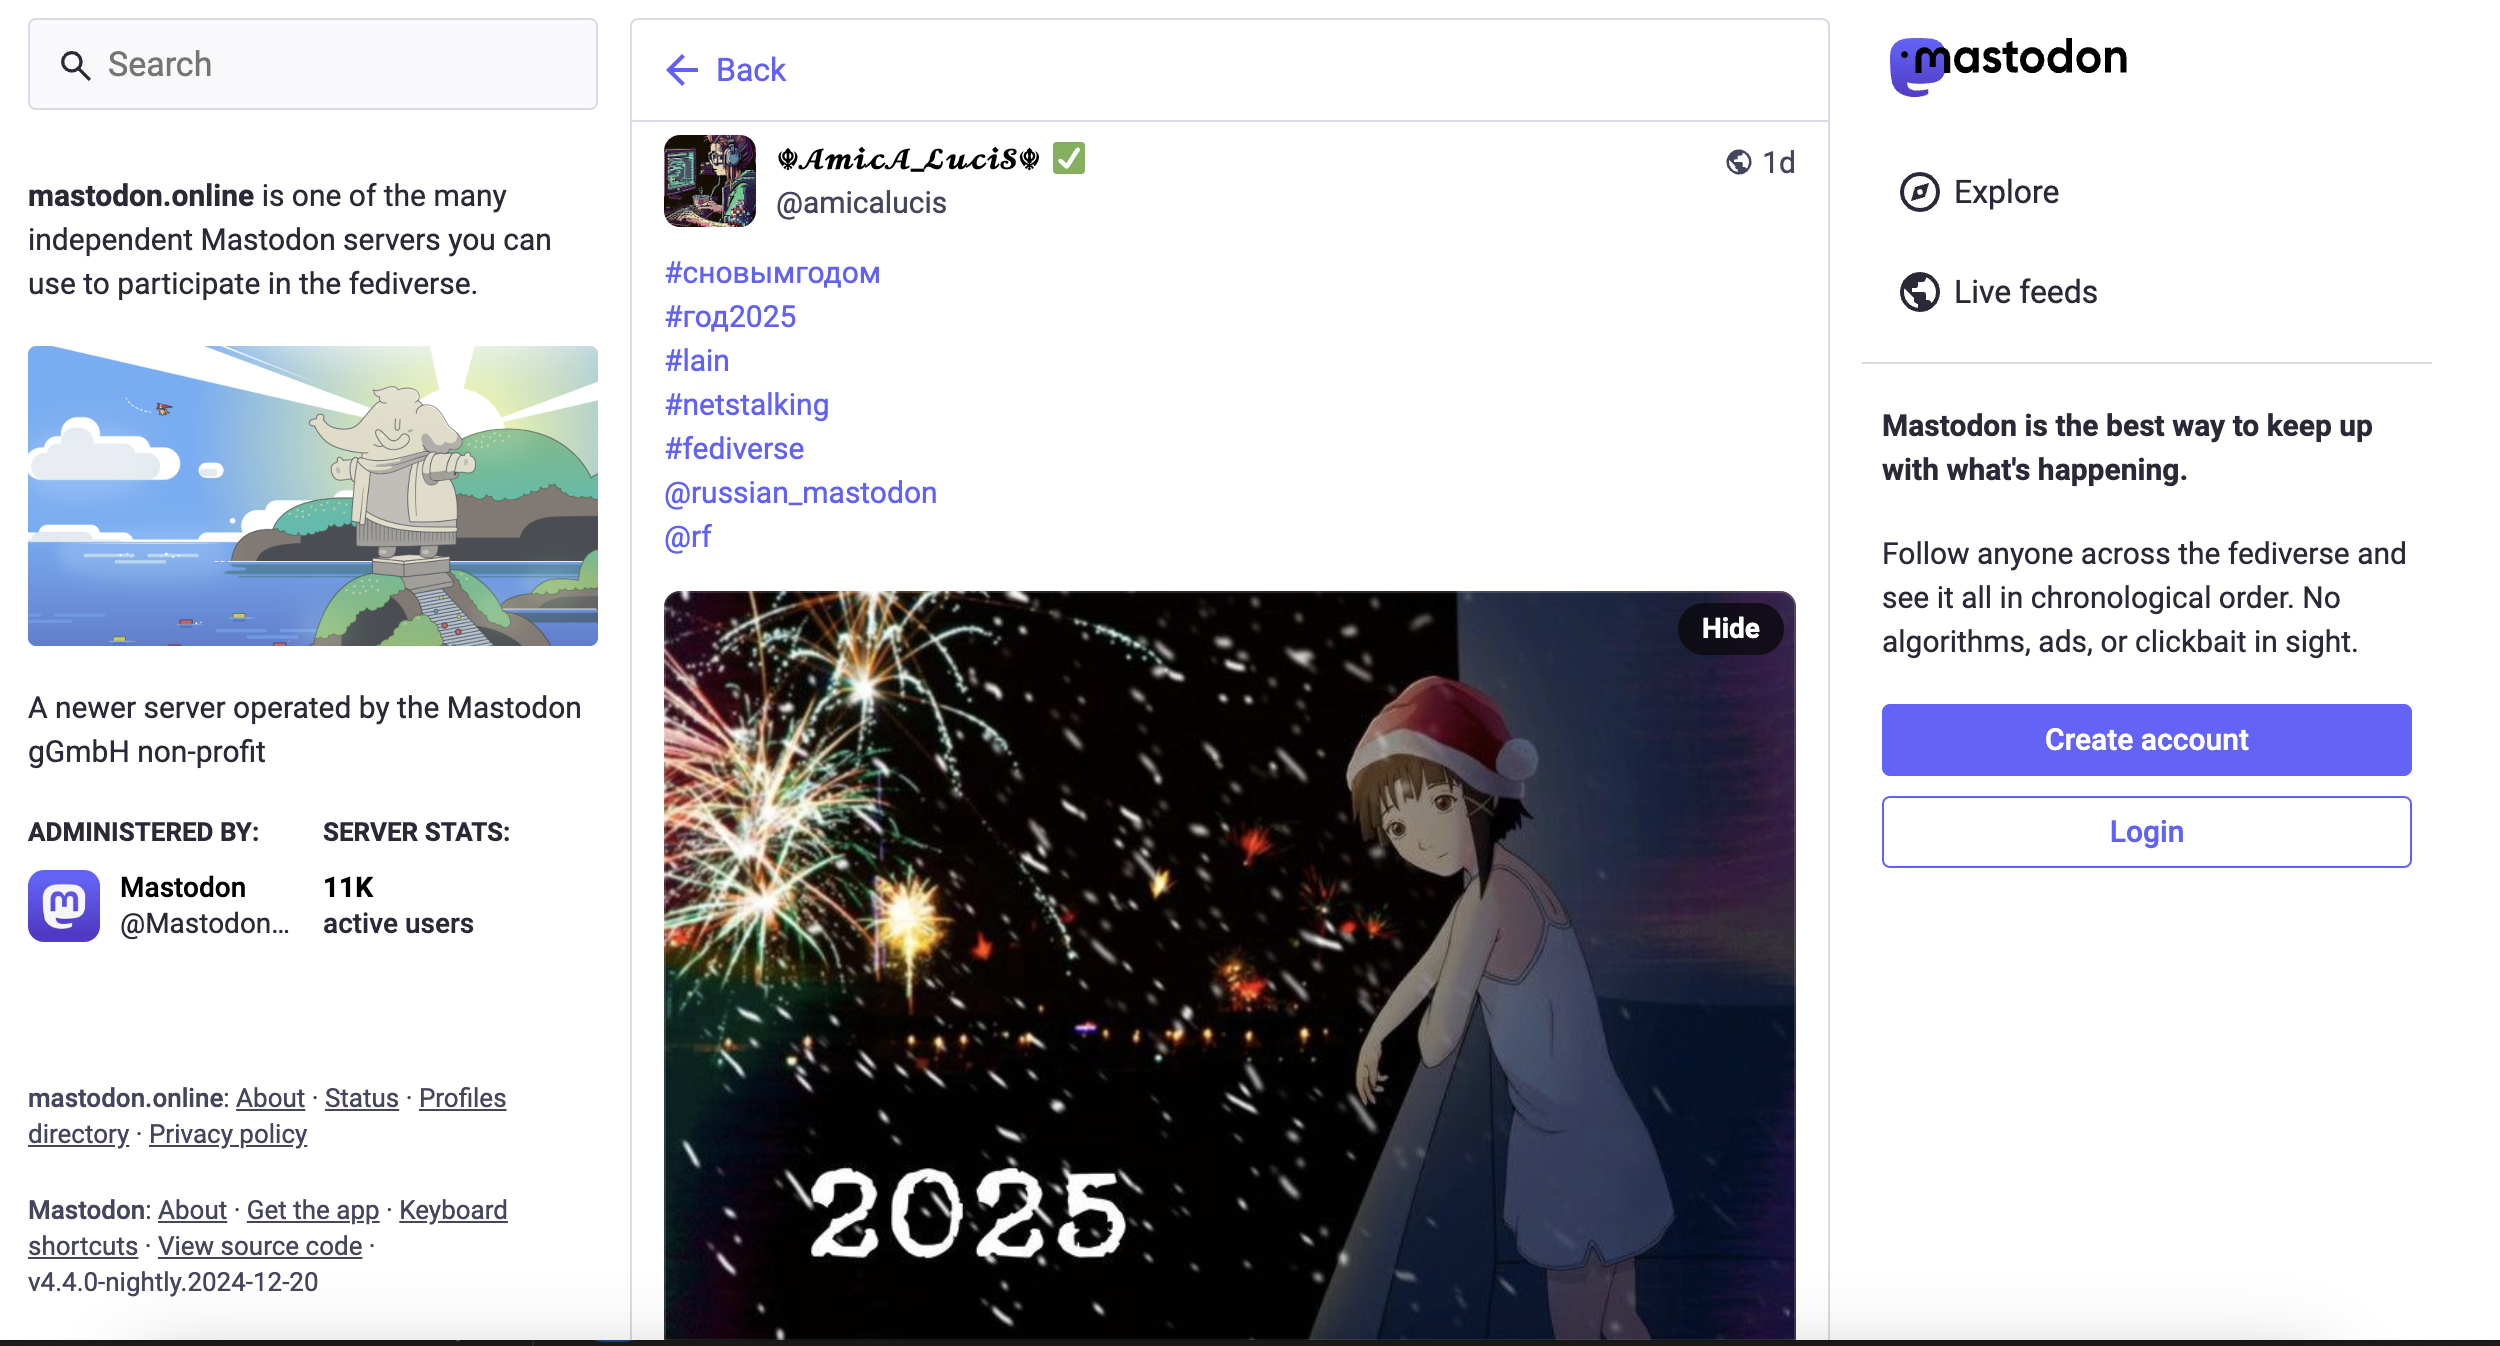 Search
mastodon.online is one of the many
independent Mastodon servers you can
use to participate in the fediverse.
A newer server operated by the Mastodon
gGmbH non-profit
ADMINISTERED BY:
Mastodon
@Mastodon...
SERVER STATS:
11K
active users
mastodon.online: About · Status · Profiles
directory · Privacy policy
Mastodon: About · Get the app · Keyboard
shortcuts · View source code ·
v4.4.0-nightly.2024-12-20
Back
☬𝓐𝓶𝓲𝓬𝓐_𝓛𝓾𝓬𝓲𝓢☬ ✅
1d
@amicalucis
#сновымгодом
#год2025
#lain
#netstalking
#fediverse
@russian_mastodon
@rf
Hide
2025
mastodon
Explore
Live feeds
Mastodon is the best way to keep up
with what's happening.
Follow anyone across the fediverse and
see it all in chronological order. No
algorithms, ads, or clickbait in sight.
Create account
Login